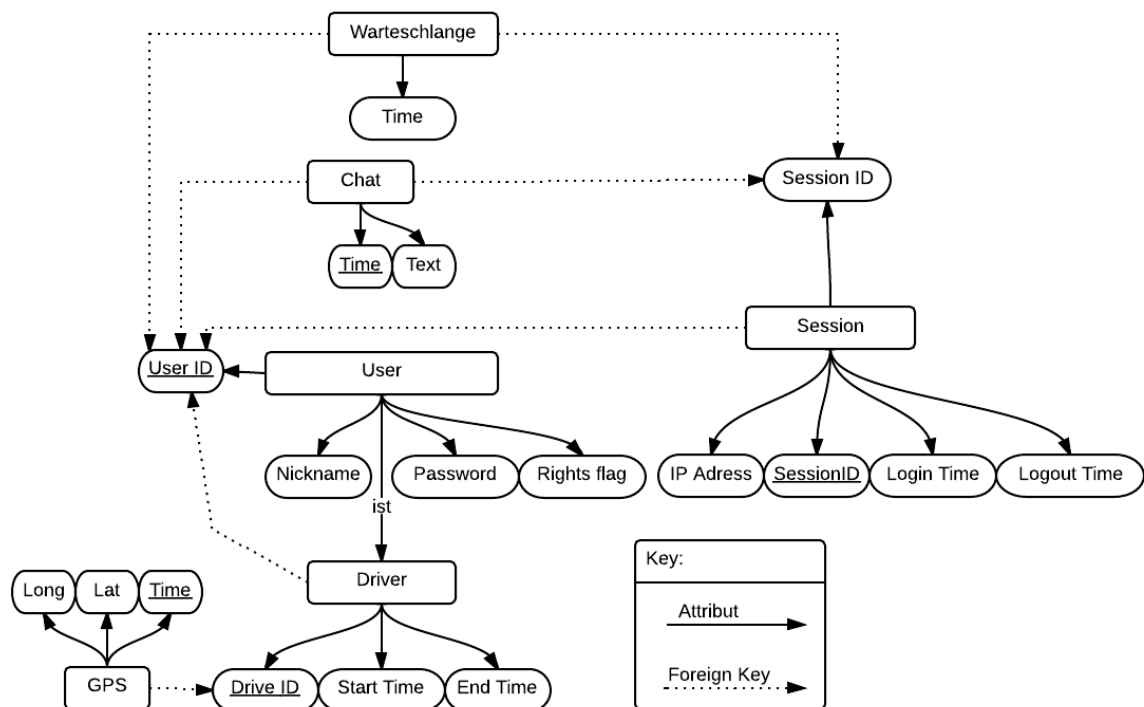 Warteschlange
Time
Chat
Session ID
Time Text
Session
User ID
User
Nickname Password Rights flag
IP Adress SessionID Login Time Logout Time
ist
Driver
Long Lat Time
GPS
Drive ID Start Time End Time
Key:
Attribut
Foreign Key